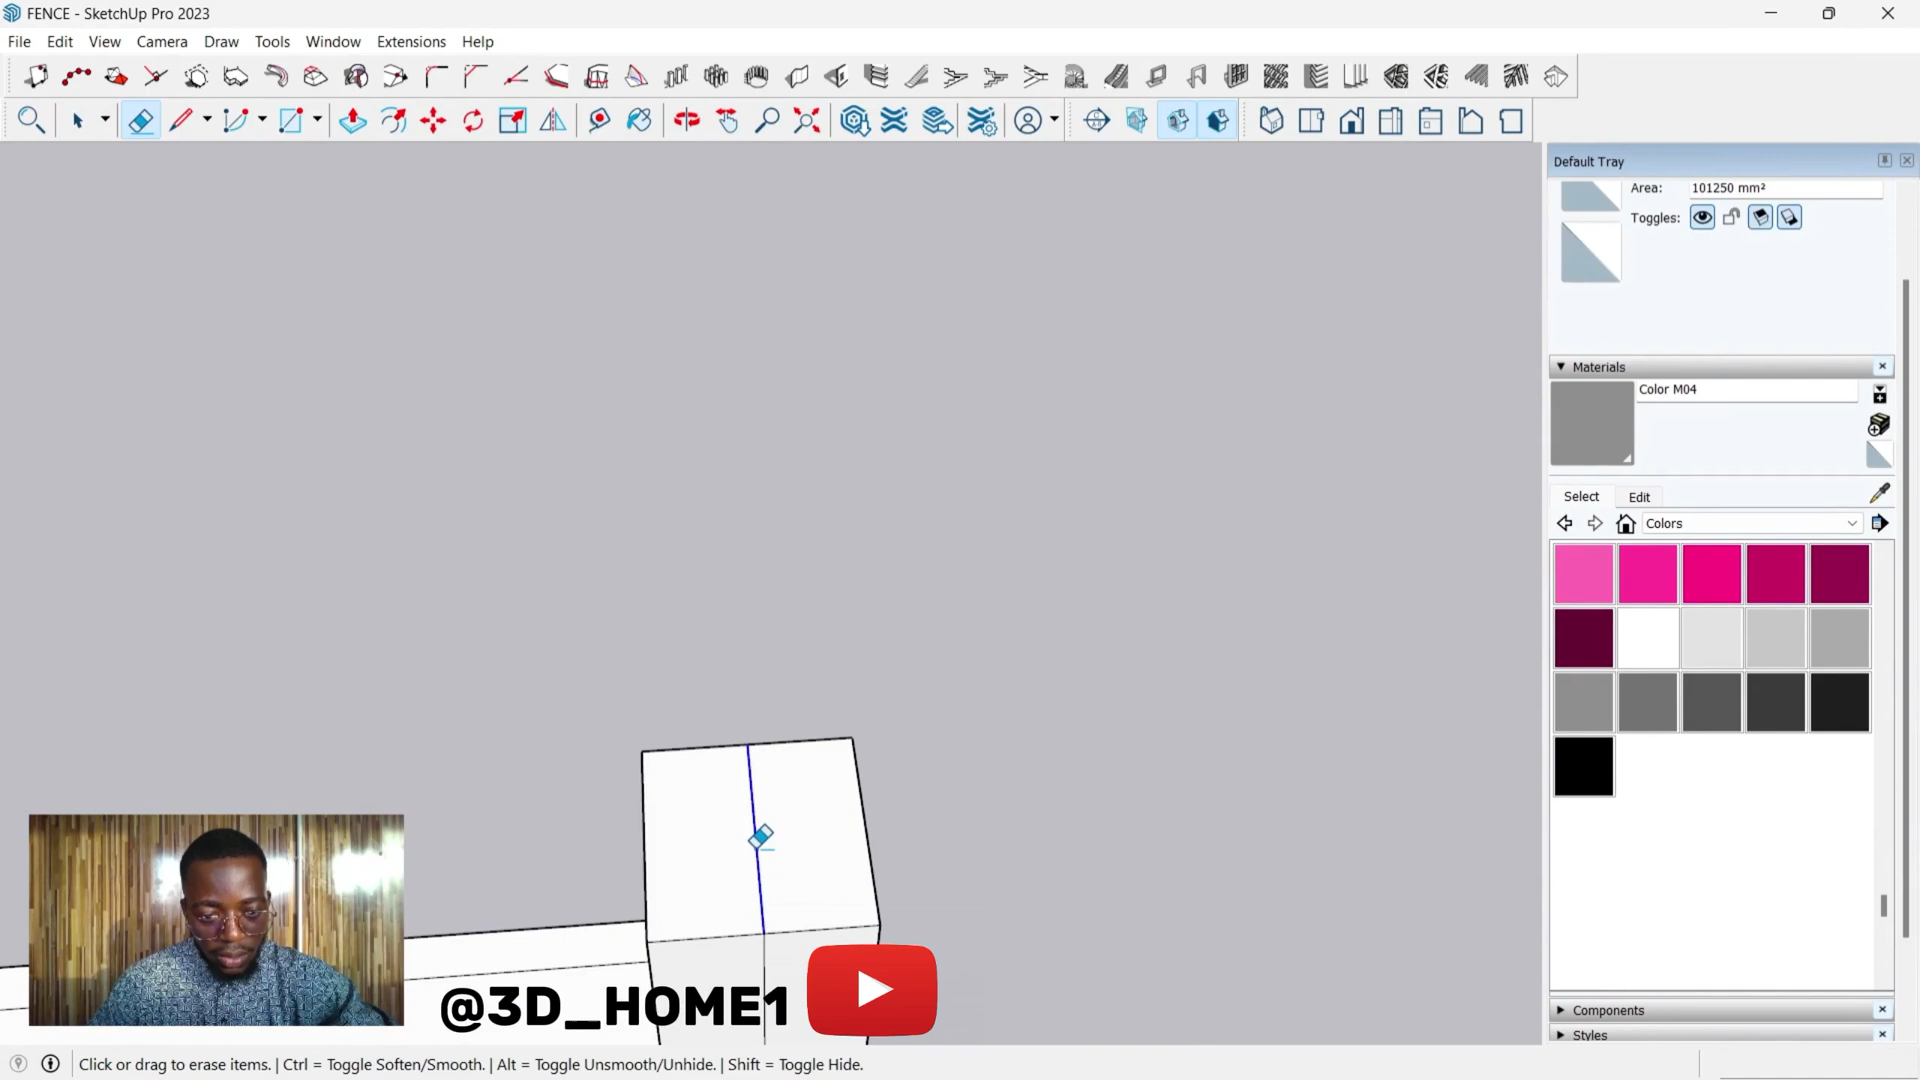 FENCE - SketchUp Pro 2023
File Edit View Camera Draw Tools Window Extensions Help
Default Tray
Area: 101250 mm²
Toggles:
Materials
Color M04
Select Edit
Colors
@3D_HOME1
Components
Styles
Click or drag to erase items. | Ctrl = Toggle Soften/Smooth. | Alt = Toggle Unsmooth/Unhide. | Shift = Toggle Hide.